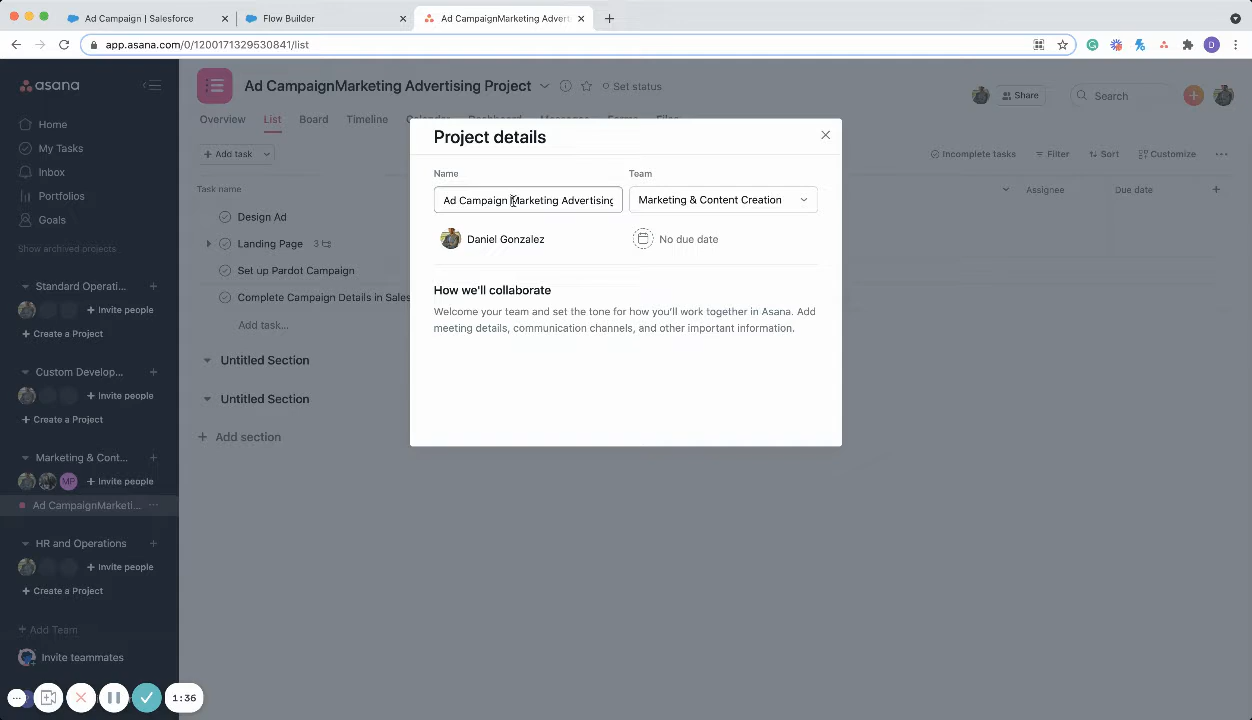 Ad Campaign | Salesforce
Flow Builder
Ad CampaignMarketing Advert
app.asana.com/0/1200171329530841/list
D
asana
Ad CampaignMarketing Advertising Project
Set status
Share
Search
Overview
List
Board
Timeline
Calendar
Dashboard
Messages
Forms
Files
Home
My Tasks
Inbox
Portfolios
Goals
Show archived projects
Standard Operati...
Invite people
Create a Project
Custom Develop...
Invite people
Create a Project
Marketing & Cont...
MP
Invite people
Ad CampaignMarketi...
HR and Operations
Invite people
Create a Project
Add Team
Invite teammates
1:36
Add task
Incomplete tasks
Filter
Sort
Customize
Task name
Assignee
Due date
Design Ad
Landing Page 3
Set up Pardot Campaign
Complete Campaign Details in Sales
Add task...
Untitled Section
Untitled Section
Add section
Project details
Name
Team
Ad Campaign Marketing Advertising
Marketing & Content Creation
Daniel Gonzalez
No due date
How we'll collaborate
Welcome your team and set the tone for how you'll work together in Asana. Add
meeting details, communication channels, and other important information.